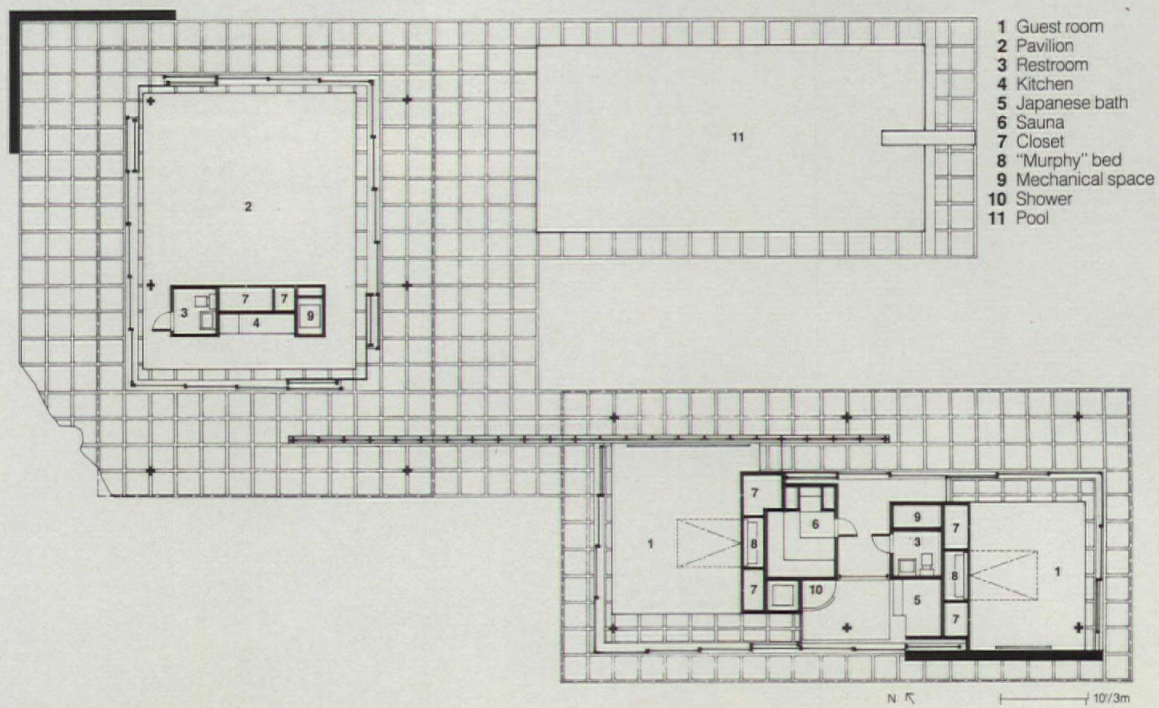 1 Guest room
2 Pavilion
3 Restroom
4 Kitchen
5 Japanese bath
6 Sauna
7 Closet
8 "Murphy" bed
9 Mechanical space
10 Shower
11 Pool
11
2
3
7
7
9
4
7
6
9
7
1
8
3
8
1
7
10
5
7
N
10'/3m